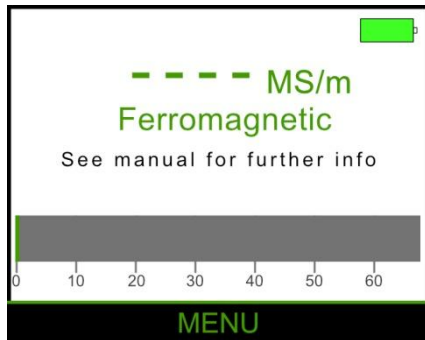 ---- MS/m
Ferromagnetic
See manual for further info
0 10 20 30 40 50 60
MENU